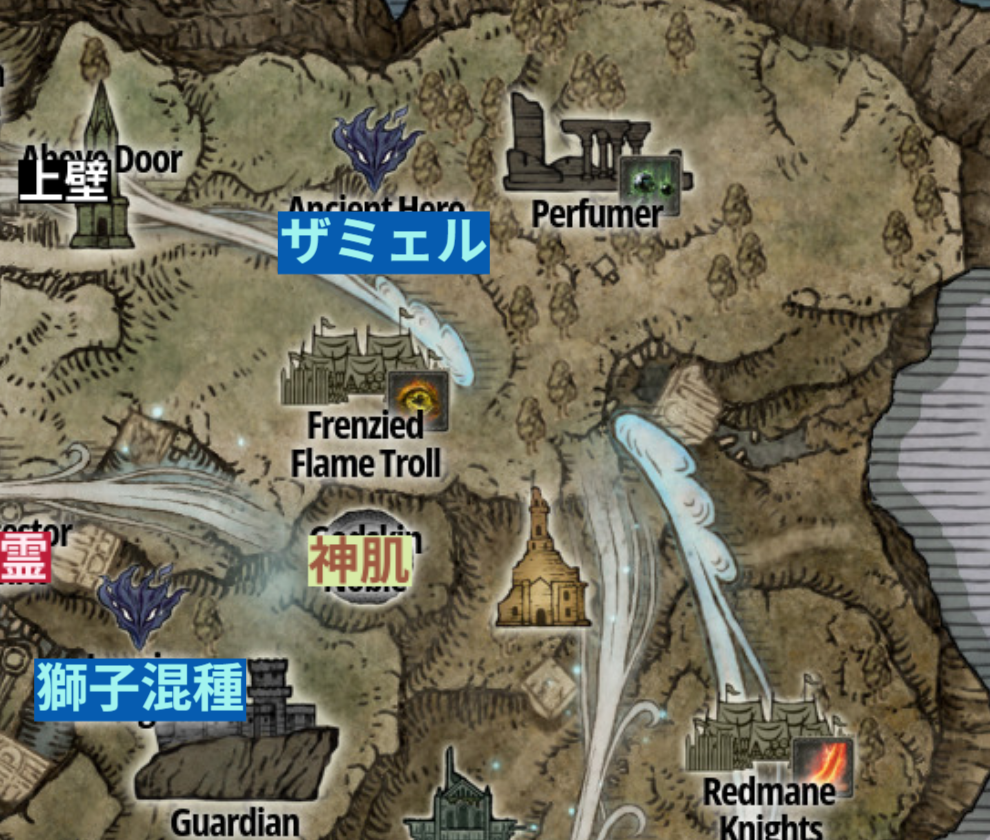 Above Door
上壁
Ancient Hero
ザミェル
Perfumer
Frenzied
Flame Troll
神肌
Noble
霊
獅子混種
Guardian
Redmane
Knights